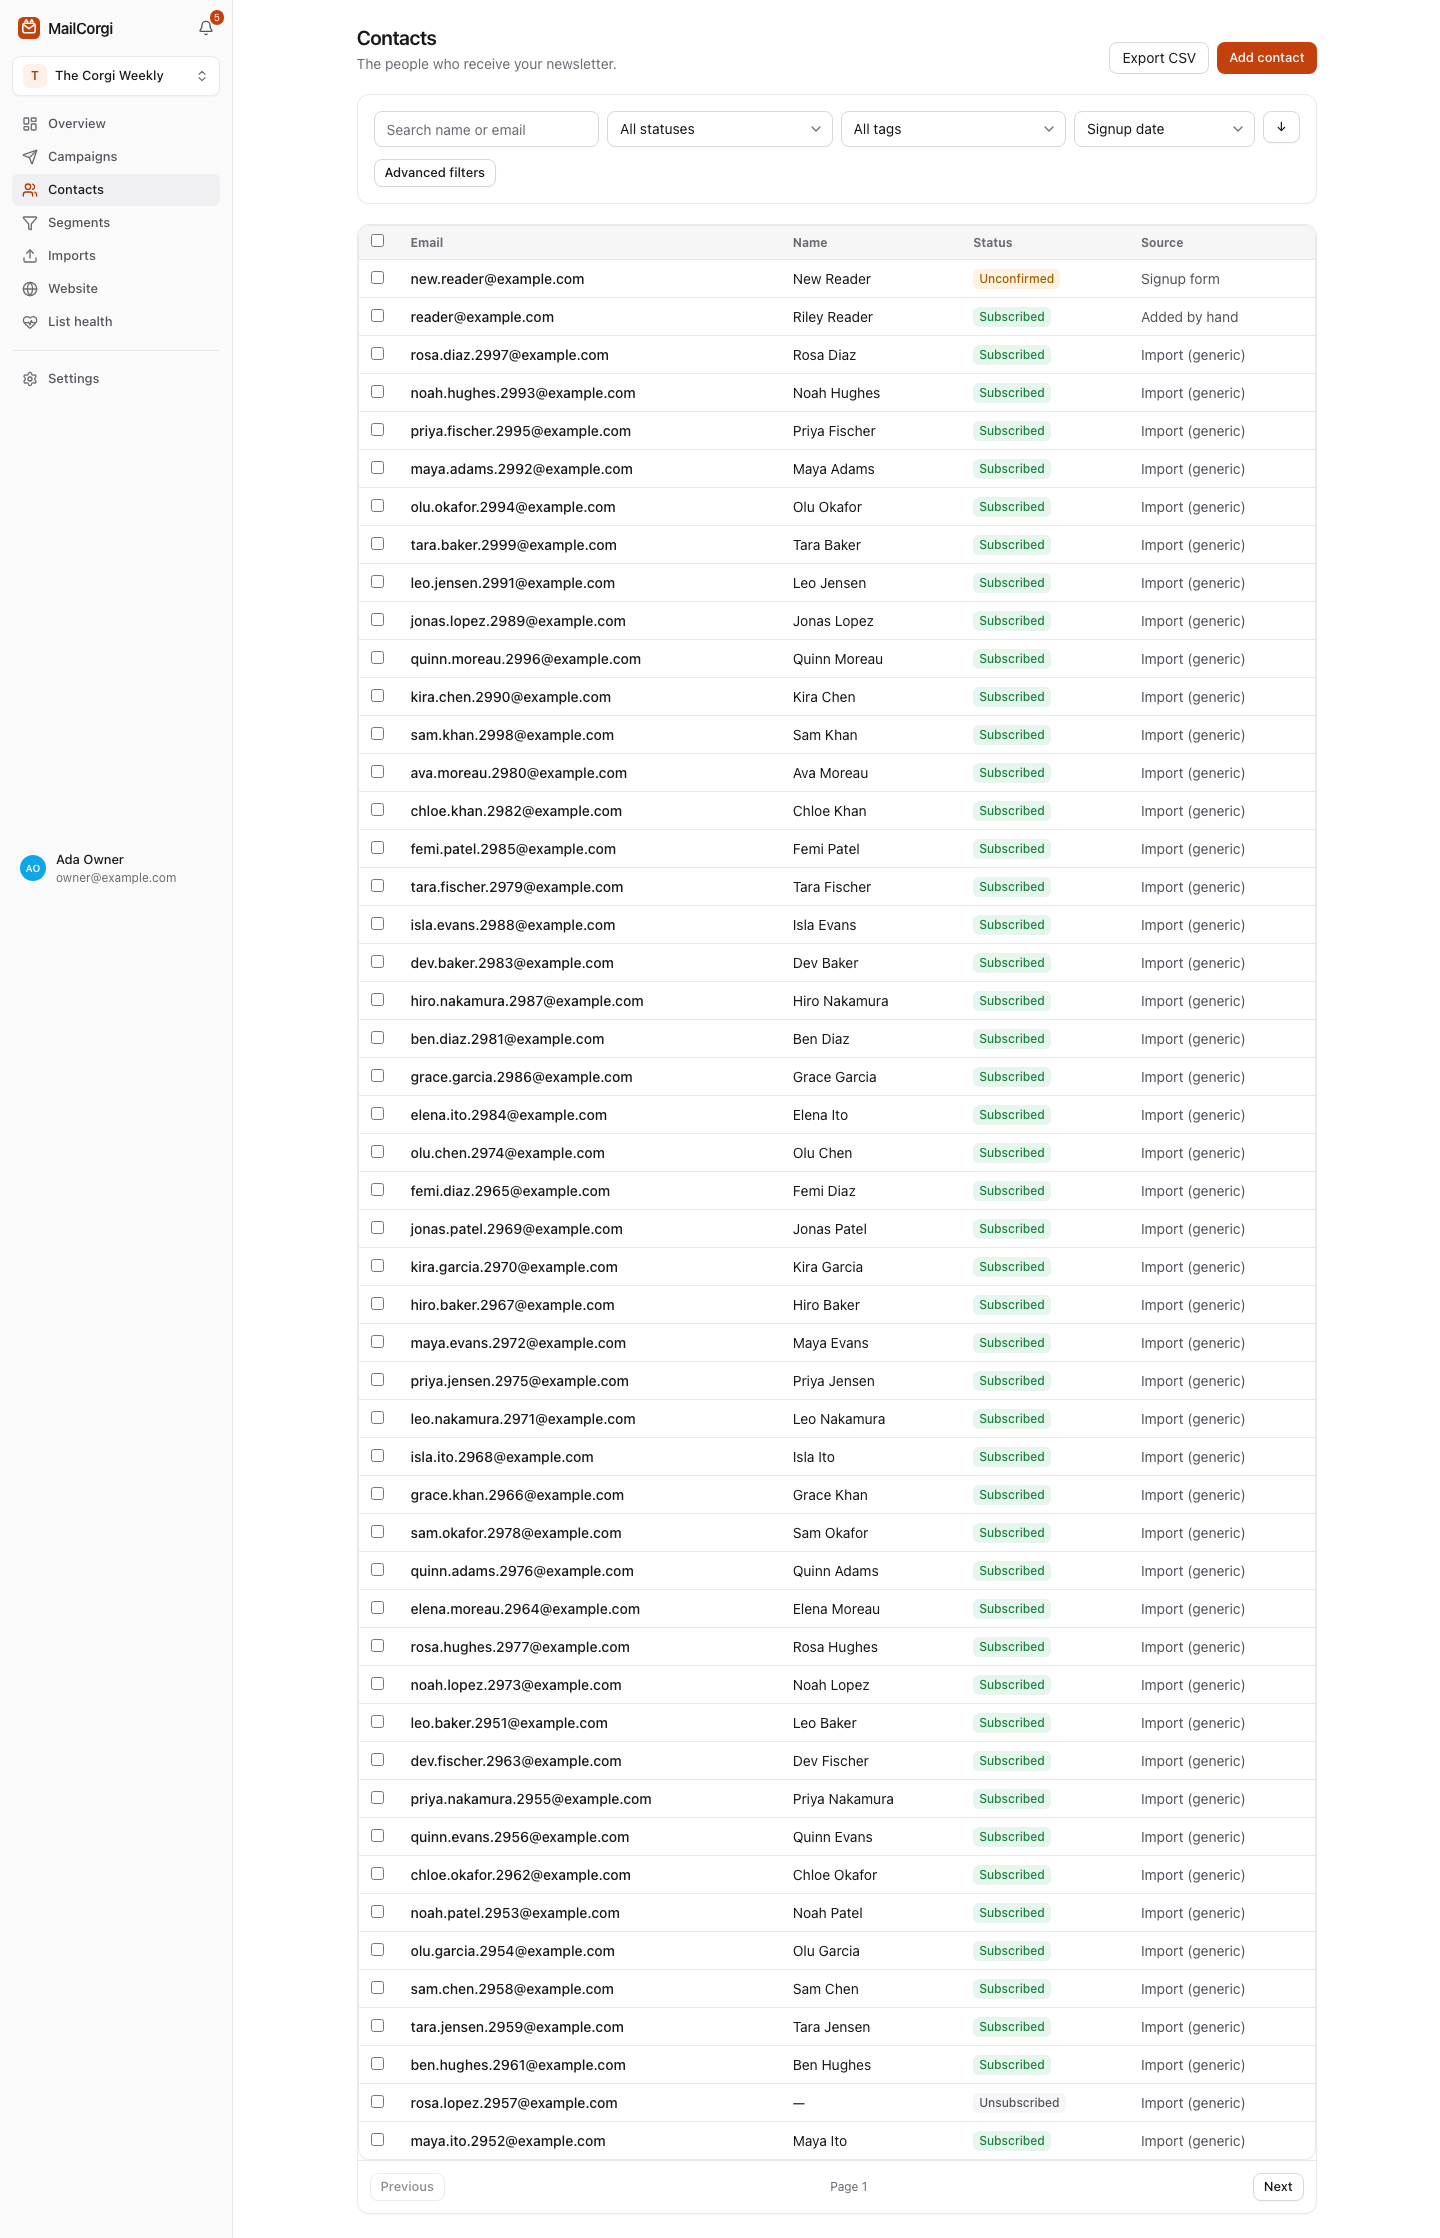 MailCorgi
5
T The Corgi Weekly
Overview
Campaigns
Contacts
Segments
Imports
Website
List health
Settings
AO Ada Owner
owner@example.com
Contacts
The people who receive your newsletter.
Export CSV Add contact
Search name or email All statuses All tags Signup date ↓
Advanced filters
Email Name Status Source
new.reader@example.com New Reader Unconfirmed Signup form
reader@example.com Riley Reader Subscribed Added by hand
rosa.diaz.2997@example.com Rosa Diaz Subscribed Import (generic)
noah.hughes.2993@example.com Noah Hughes Subscribed Import (generic)
priya.fischer.2995@example.com Priya Fischer Subscribed Import (generic)
maya.adams.2992@example.com Maya Adams Subscribed Import (generic)
olu.okafor.2994@example.com Olu Okafor Subscribed Import (generic)
tara.baker.2999@example.com Tara Baker Subscribed Import (generic)
leo.jensen.2991@example.com Leo Jensen Subscribed Import (generic)
jonas.lopez.2989@example.com Jonas Lopez Subscribed Import (generic)
quinn.moreau.2996@example.com Quinn Moreau Subscribed Import (generic)
kira.chen.2990@example.com Kira Chen Subscribed Import (generic)
sam.khan.2998@example.com Sam Khan Subscribed Import (generic)
ava.moreau.2980@example.com Ava Moreau Subscribed Import (generic)
chloe.khan.2982@example.com Chloe Khan Subscribed Import (generic)
femi.patel.2985@example.com Femi Patel Subscribed Import (generic)
tara.fischer.2979@example.com Tara Fischer Subscribed Import (generic)
isla.evans.2988@example.com Isla Evans Subscribed Import (generic)
dev.baker.2983@example.com Dev Baker Subscribed Import (generic)
hiro.nakamura.2987@example.com Hiro Nakamura Subscribed Import (generic)
ben.diaz.2981@example.com Ben Diaz Subscribed Import (generic)
grace.garcia.2986@example.com Grace Garcia Subscribed Import (generic)
elena.ito.2984@example.com Elena Ito Subscribed Import (generic)
olu.chen.2974@example.com Olu Chen Subscribed Import (generic)
femi.diaz.2965@example.com Femi Diaz Subscribed Import (generic)
jonas.patel.2969@example.com Jonas Patel Subscribed Import (generic)
kira.garcia.2970@example.com Kira Garcia Subscribed Import (generic)
hiro.baker.2967@example.com Hiro Baker Subscribed Import (generic)
maya.evans.2972@example.com Maya Evans Subscribed Import (generic)
priya.jensen.2975@example.com Priya Jensen Subscribed Import (generic)
leo.nakamura.2971@example.com Leo Nakamura Subscribed Import (generic)
isla.ito.2968@example.com Isla Ito Subscribed Import (generic)
grace.khan.2966@example.com Grace Khan Subscribed Import (generic)
sam.okafor.2978@example.com Sam Okafor Subscribed Import (generic)
quinn.adams.2976@example.com Quinn Adams Subscribed Import (generic)
elena.moreau.2964@example.com Elena Moreau Subscribed Import (generic)
rosa.hughes.2977@example.com Rosa Hughes Subscribed Import (generic)
noah.lopez.2973@example.com Noah Lopez Subscribed Import (generic)
leo.baker.2951@example.com Leo Baker Subscribed Import (generic)
dev.fischer.2963@example.com Dev Fischer Subscribed Import (generic)
priya.nakamura.2955@example.com Priya Nakamura Subscribed Import (generic)
quinn.evans.2956@example.com Quinn Evans Subscribed Import (generic)
chloe.okafor.2962@example.com Chloe Okafor Subscribed Import (generic)
noah.patel.2953@example.com Noah Patel Subscribed Import (generic)
olu.garcia.2954@example.com Olu Garcia Subscribed Import (generic)
sam.chen.2958@example.com Sam Chen Subscribed Import (generic)
tara.jensen.2959@example.com Tara Jensen Subscribed Import (generic)
ben.hughes.2961@example.com Ben Hughes Subscribed Import (generic)
rosa.lopez.2957@example.com — Unsubscribed Import (generic)
maya.ito.2952@example.com Maya Ito Subscribed Import (generic)
Previous Page 1 Next